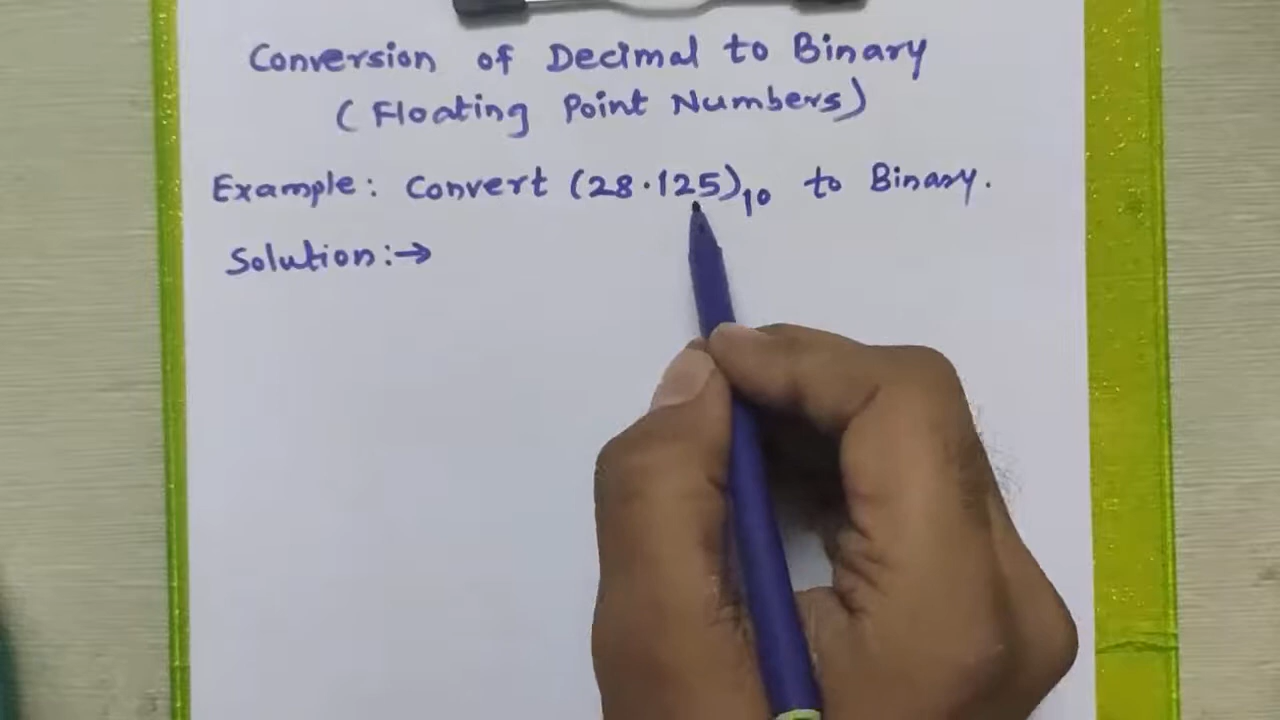 Conversion of Decimal to Binary
(Floating Point Numbers)
Example: Convert (28.125)₁₀ to Binary.
Solution:→